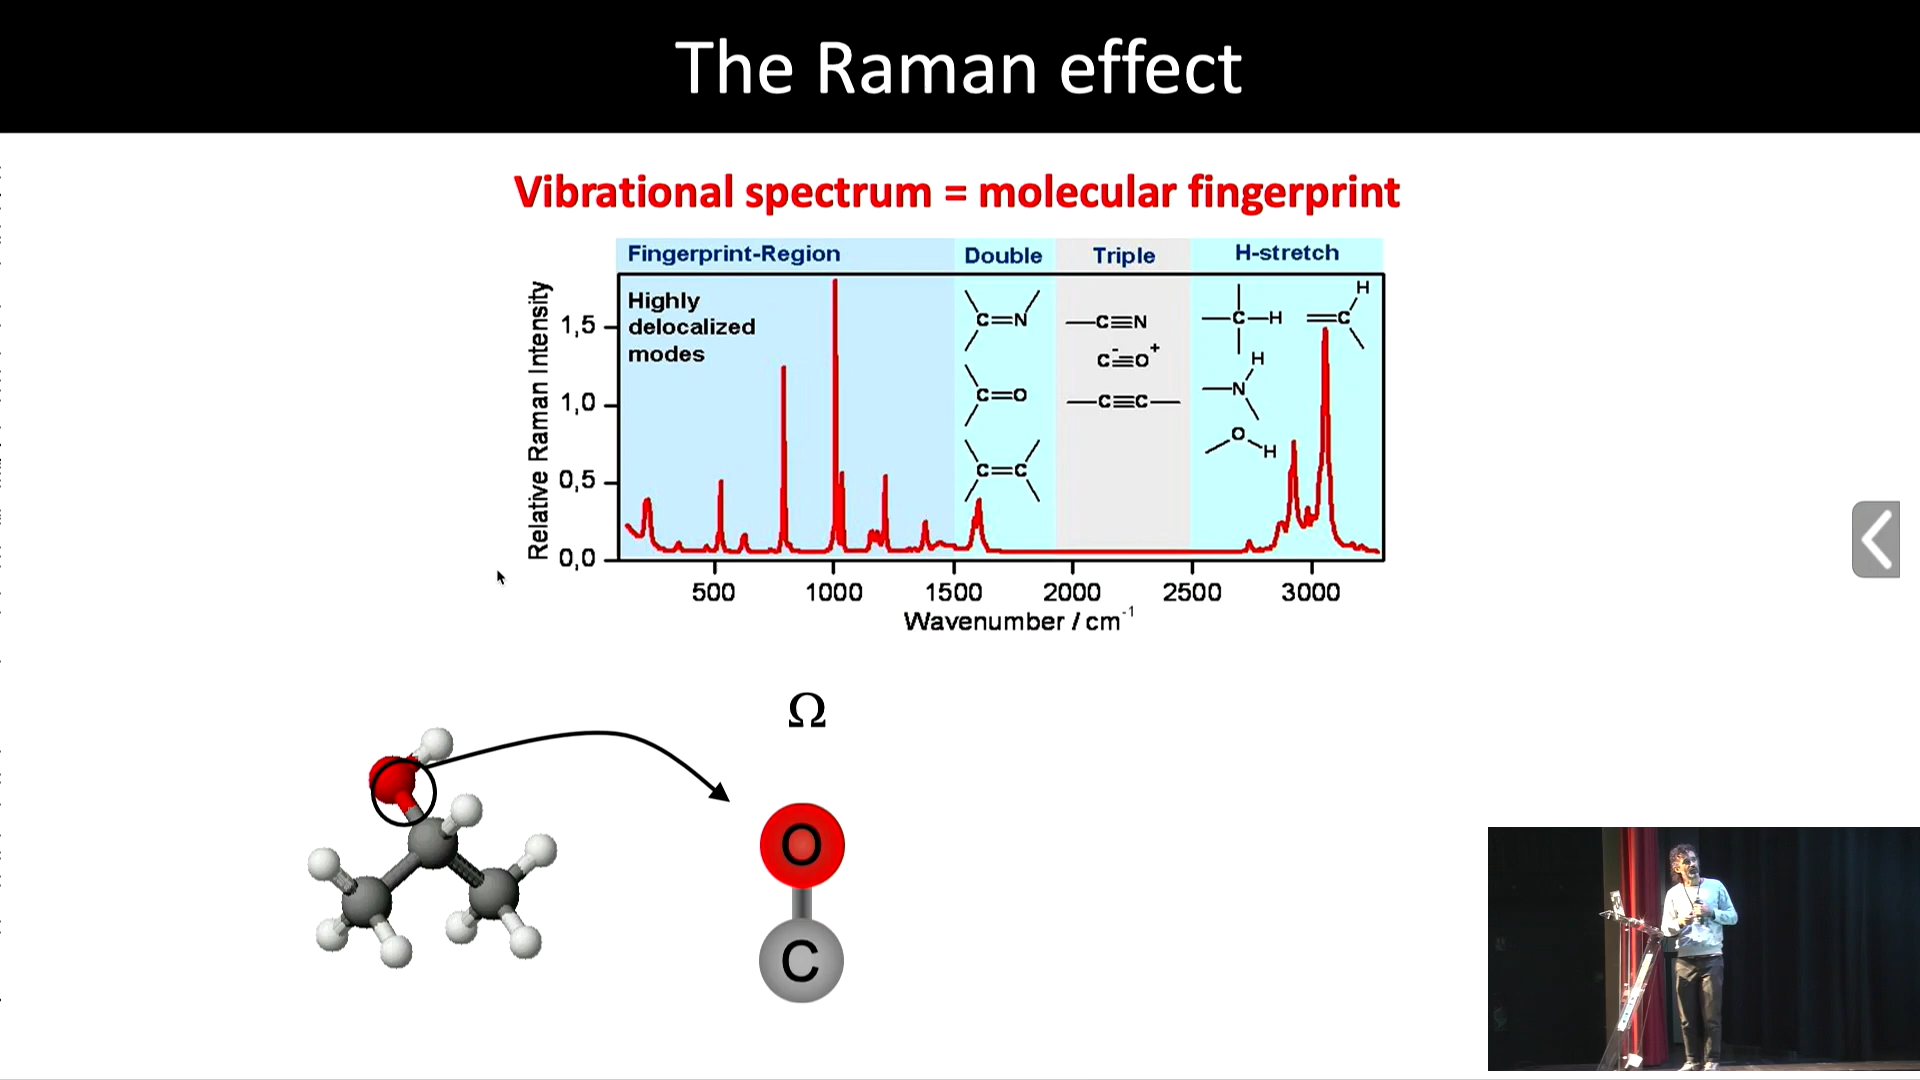 The Raman effect
Vibrational spectrum = molecular fingerprint
Fingerprint-Region
Double
Triple
H-stretch
Highly
delocalized
modes
C=N
C=O
C=C
—C≡N
C⁻≡O⁺
—C≡C—
—C—H
H
=C
H
—N
O
H
Relative Raman Intensity
1,5
1,0
0,5
0,0
500
1000
1500
2000
2500
3000
Wavenumber / cm⁻¹
Ω
O
C